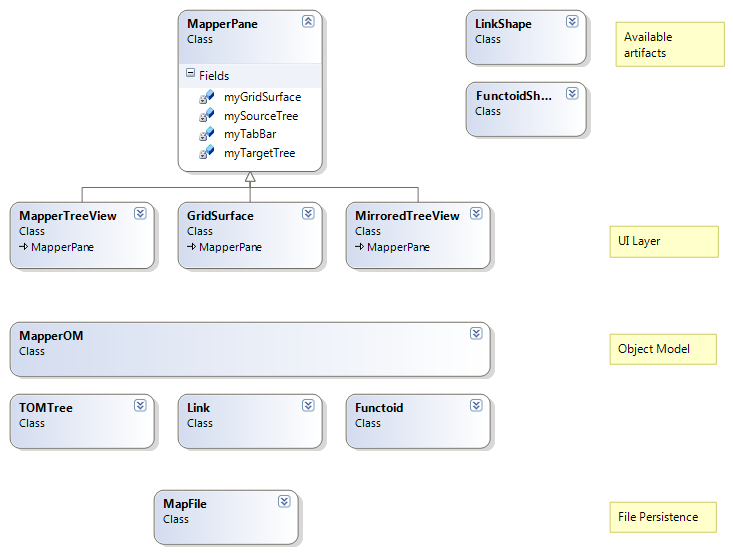 MapperPane
Class
Fields
myGridSurface
mySourceTree
myTabBar
myTargetTree
LinkShape
Class
Available
artifacts
FunctoidSh...
Class
MapperTreeView
Class
MapperPane
GridSurface
Class
MapperPane
MirroredTreeView
Class
MapperPane
UI Layer
MapperOM
Class
Object Model
TOMTree
Class
Link
Class
Functoid
Class
MapFile
Class
File Persistence